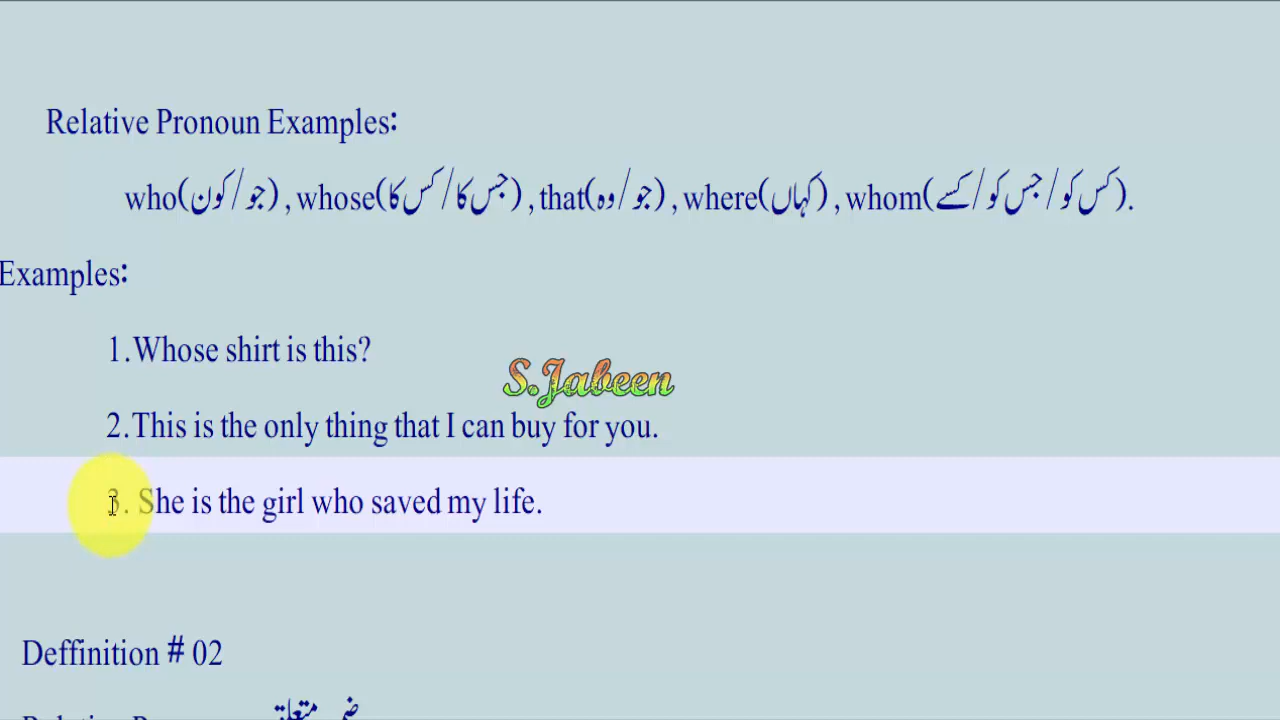 Relative Pronoun Examples:
who(جو/کون), whose(جس کا/کس کا), that(جو/وہ), where(کہاں), whom(کس کو/جس کو/کسے).
Examples:
1.Whose shirt is this?
S.Jabeen
2.This is the only thing that I can buy for you.
3. She is the girl who saved my life.
Deffinition # 02
Relative Pronoun